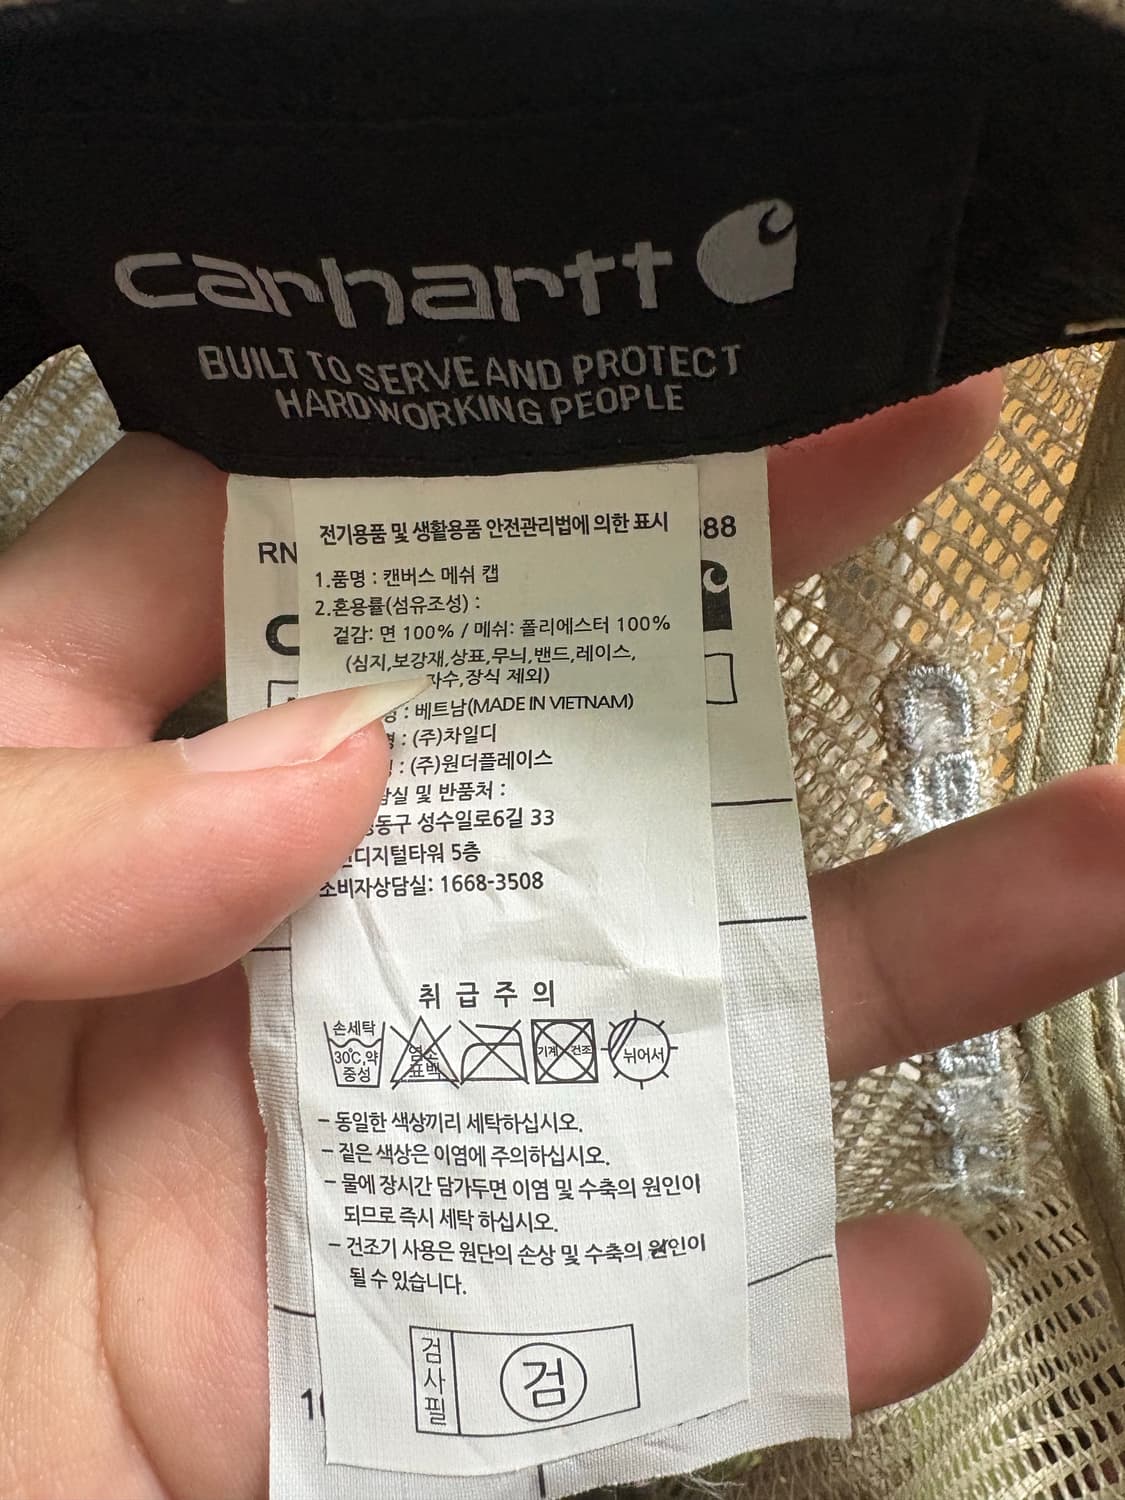 carhartt
BUILT TO SERVE AND PROTECT
HARDWORKING PEOPLE
RN
88
전기용품 및 생활용품 안전관리법에 의한 표시
1.품명 : 캔버스 메쉬 캡
2.혼용률(섬유조성) :
겉감: 면 100% / 메쉬: 폴리에스터 100%
(심지,보강재,상표,무늬,밴드,레이스,
자수,장식 제외)
: 베트남(MADE IN VIETNAM)
: (주)차일디
: (주)원더플레이스
및 반품처 :
성수일로6길 33
5층
소비자상담실: 1668-3508
취급주의
손세탁
30℃,약
중성
염소
표백
기계 건조
뉘어서
- 동일한 색상끼리 세탁하십시오.
- 짙은 색상은 이염에 주의하십시오.
- 물에 장시간 담가두면 이염 및 수축의 원인이
되므로 즉시 세탁 하십시오.
- 건조기 사용은 원단의 손상 및 수축의 원인이
될 수 있습니다.
검사필
검